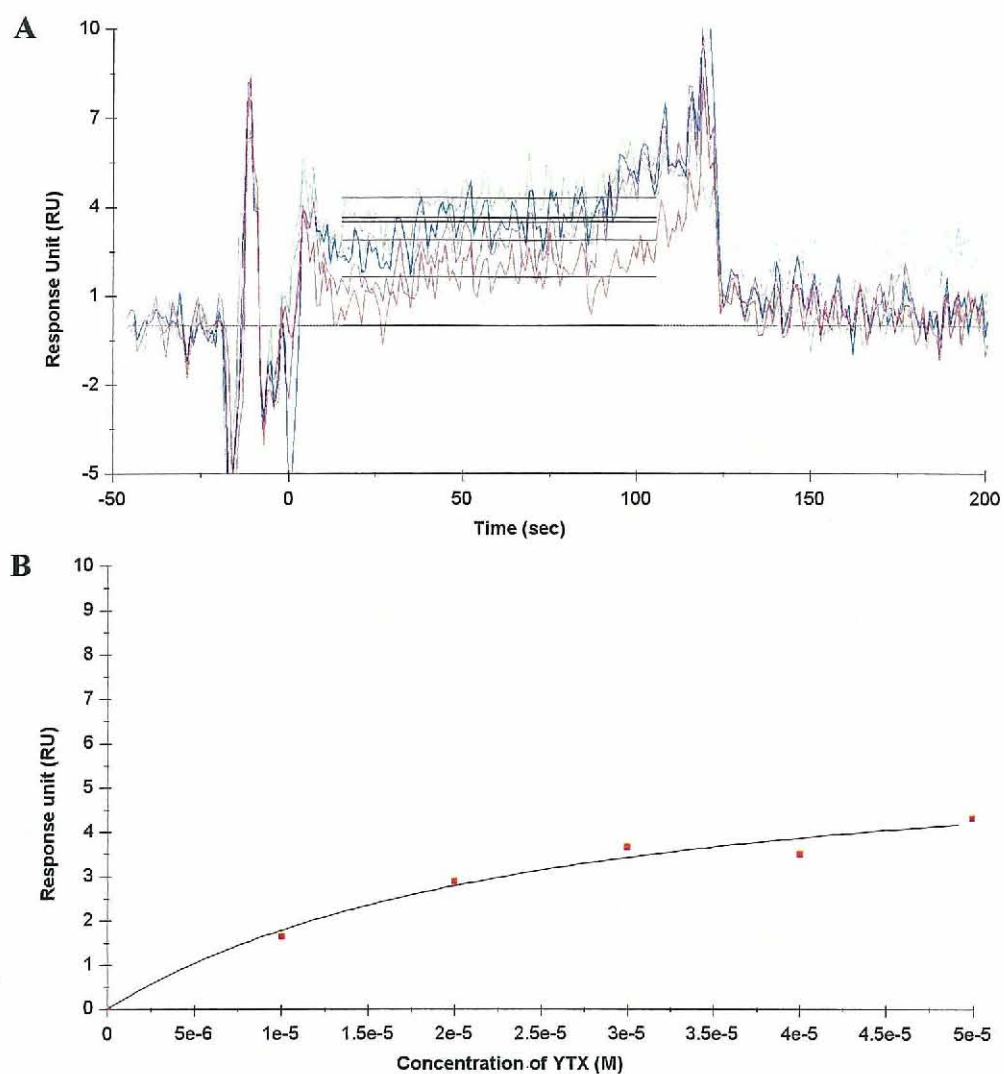 A
10
7
4
1
-2
-5
Response Unit (RU)
-50
0
50
100
150
200
Time (sec)
B
10
9
8
7
6
5
4
3
2
1
0
Response unit (RU)
0
5e-6
1e-5
1.5e-5
2e-5
2.5e-5
3e-5
3.5e-5
4e-5
4.5e-5
5e-5
Concentration of YTX (M)